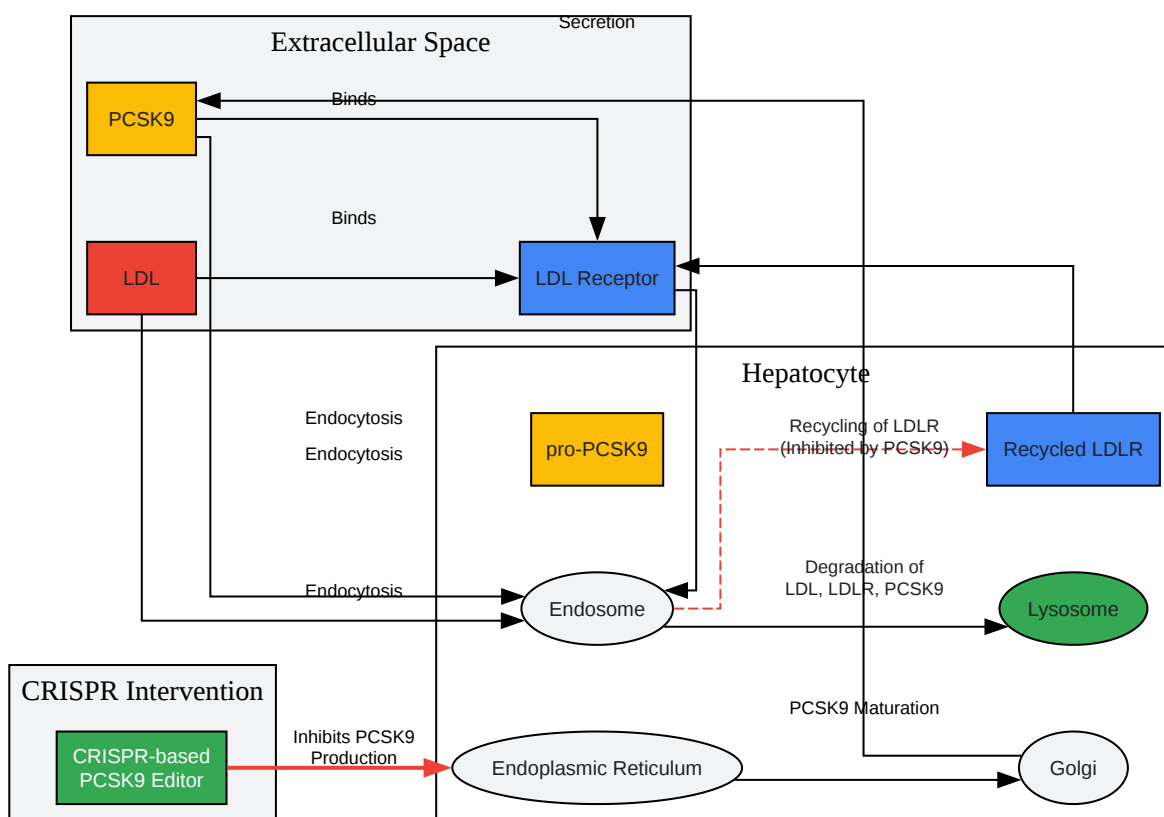 Secretion
Extracellular Space
Binds
PCSK9
Binds
LDL
LDL Receptor
Hepatocyte
Endocytosis
Endocytosis
pro-PCSK9
Recycling of LDLR
(Inhibited by PCSK9)
Recycled LDLR
Endocytosis
Endosome
Degradation of
LDL, LDLR, PCSK9
Lysosome
CRISPR Intervention
CRISPR-based
PCSK9 Editor
Inhibits PCSK9
Production
Endoplasmic Reticulum
PCSK9 Maturation
Golgi